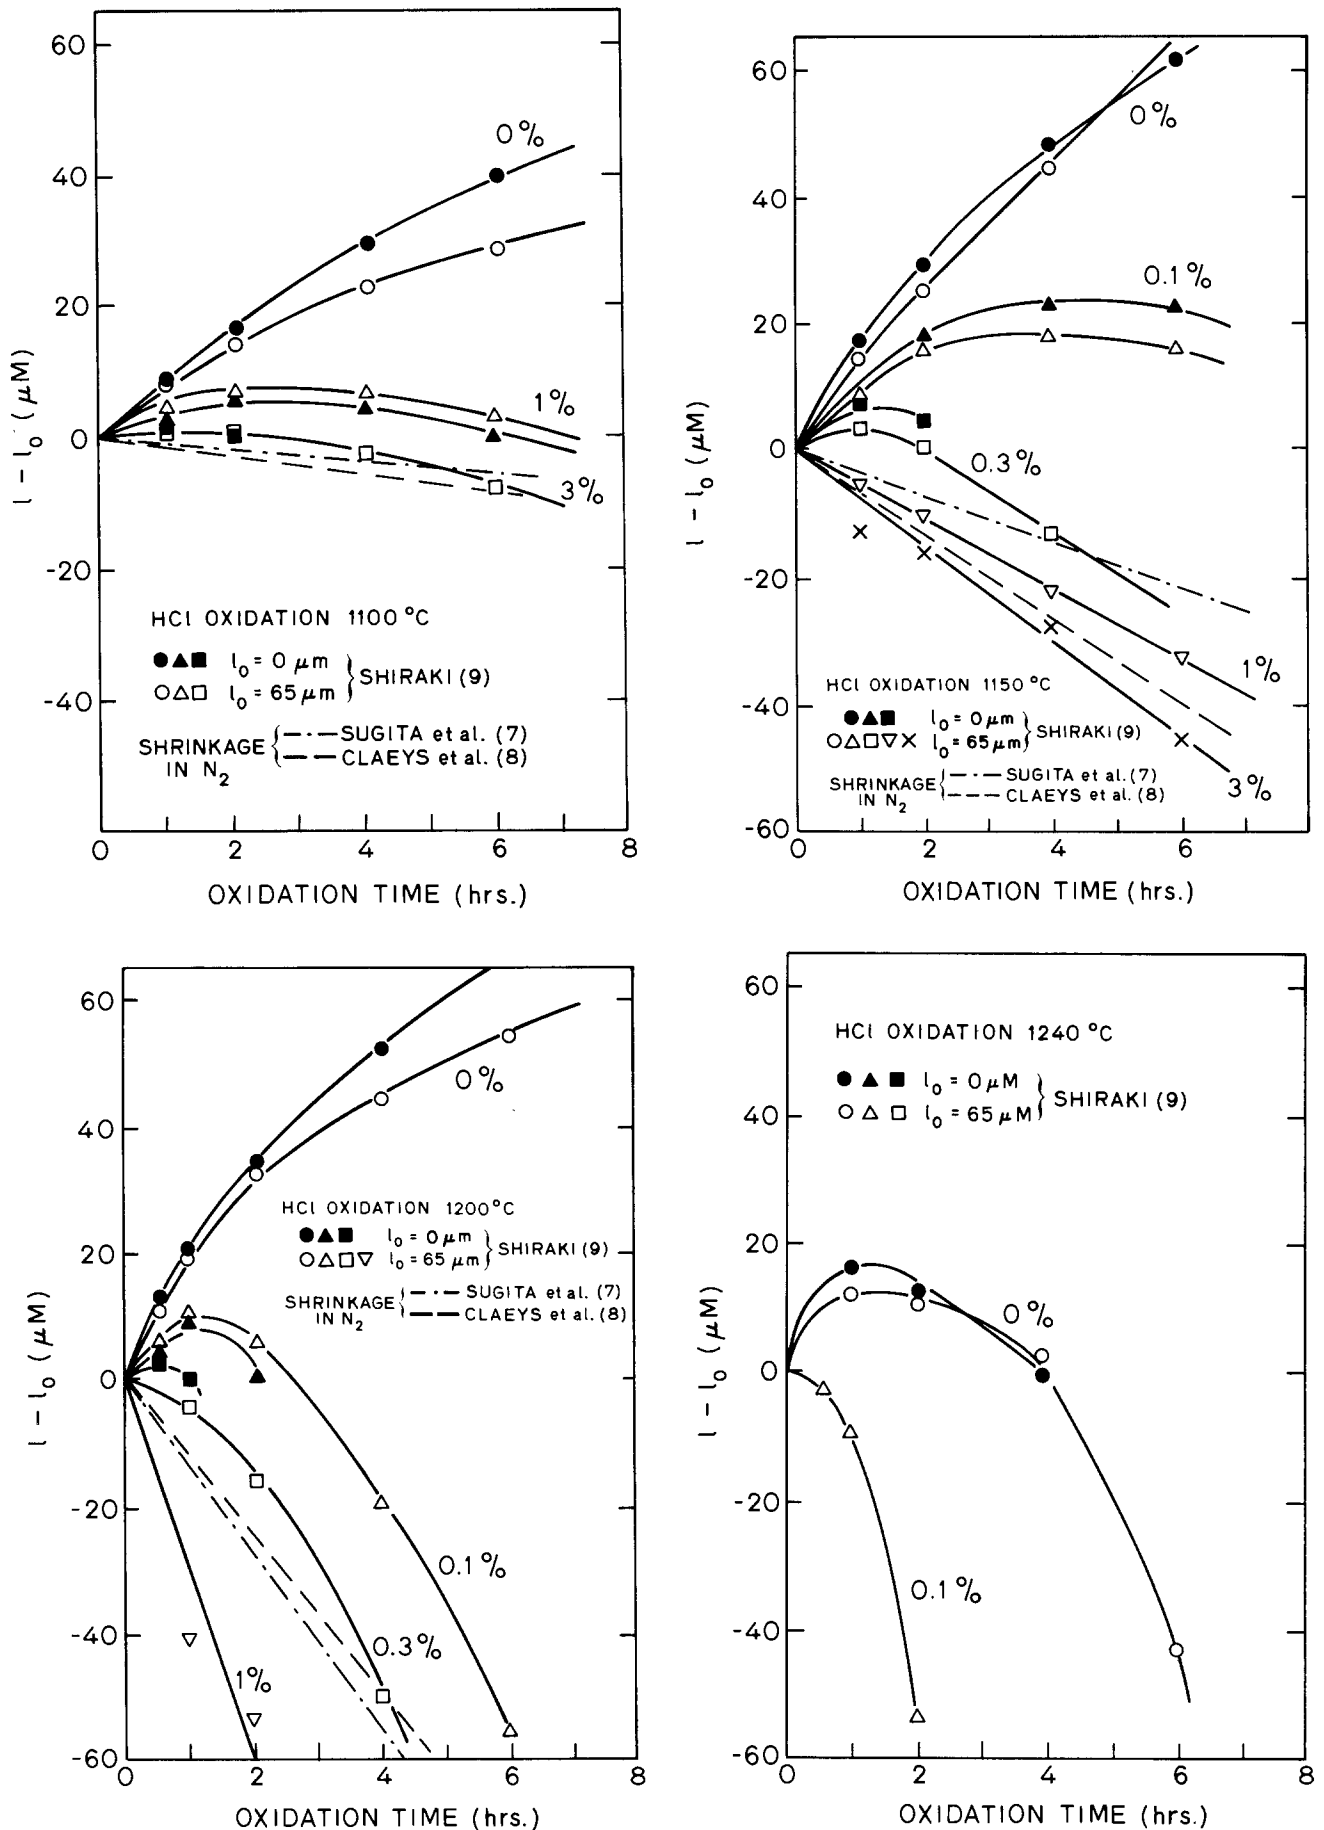 60
40
20
0
-20
-40
0
2
4
6
8
l - l₀ (μM)
OXIDATION TIME (hrs.)
0%
1%
3%
HCl OXIDATION 1100 °C
●▲■ l₀ = 0 μm
○△□ l₀ = 65 μm
} SHIRAKI (9)
SHRINKAGE IN N₂
SUGITA et al. (7)
CLAEYS et al. (8)
60
40
20
0
-20
-40
-60
0
2
4
6
l - l₀ (μM)
OXIDATION TIME (hrs.)
0%
0.1%
0.3%
1%
3%
HCl OXIDATION 1150 °C
●▲■ l₀ = 0 μm
○△□▽× l₀ = 65 μm
} SHIRAKI (9)
SHRINKAGE IN N₂
SUGITA et al. (7)
CLAEYS et al. (8)
60
40
20
0
-20
-40
-60
0
2
4
6
8
l - l₀ (μM)
OXIDATION TIME (hrs.)
0%
HCl OXIDATION 1200 °C
●▲■ l₀ = 0 μm
○△□▽ l₀ = 65 μm
} SHIRAKI (9)
SHRINKAGE IN N₂
SUGITA et al. (7)
CLAEYS et al. (8)
0.1%
0.3%
1%
60
40
20
0
-20
-40
-60
0
2
4
6
8
l - l₀ (μM)
OXIDATION TIME (hrs.)
HCl OXIDATION 1240 °C
●▲■ l₀ = 0 μM
○△□ l₀ = 65 μM
} SHIRAKI (9)
0%
0.1%